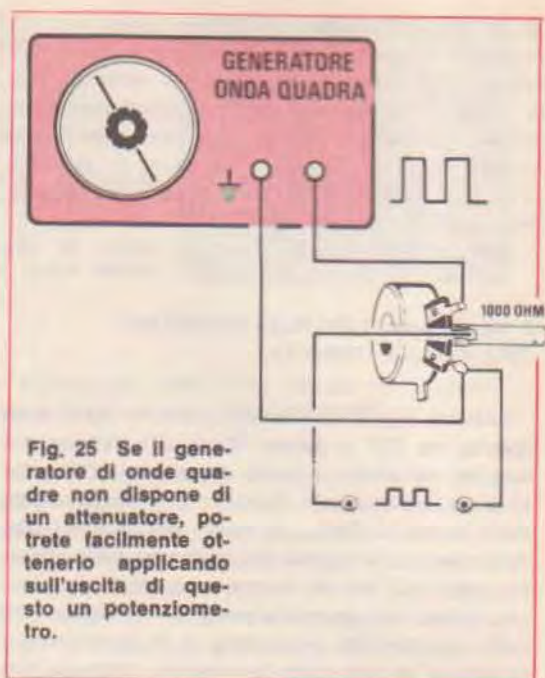 GENERATORE
ONDA QUADRA
1000 OHM
Fig. 25 Se il gene-
ratore di onde qua-
dre non dispone di
un attenuatore, po-
trete facilmente ot-
tenerlo applicando
sull'uscita di que-
sto un potenziome-
tro.